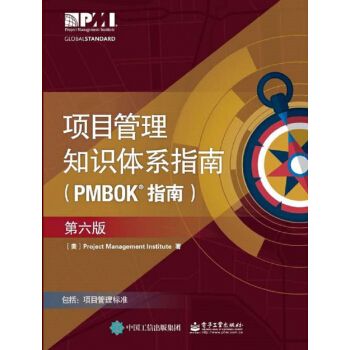 PMI
Project Management Institute
GLOBALSTANDARD
项目管理
知识体系指南
（PMBOK®指南）
第六版
［美］Project Management Institute 著
包括：项目管理标准
中国工信出版集团
电子工业出版社